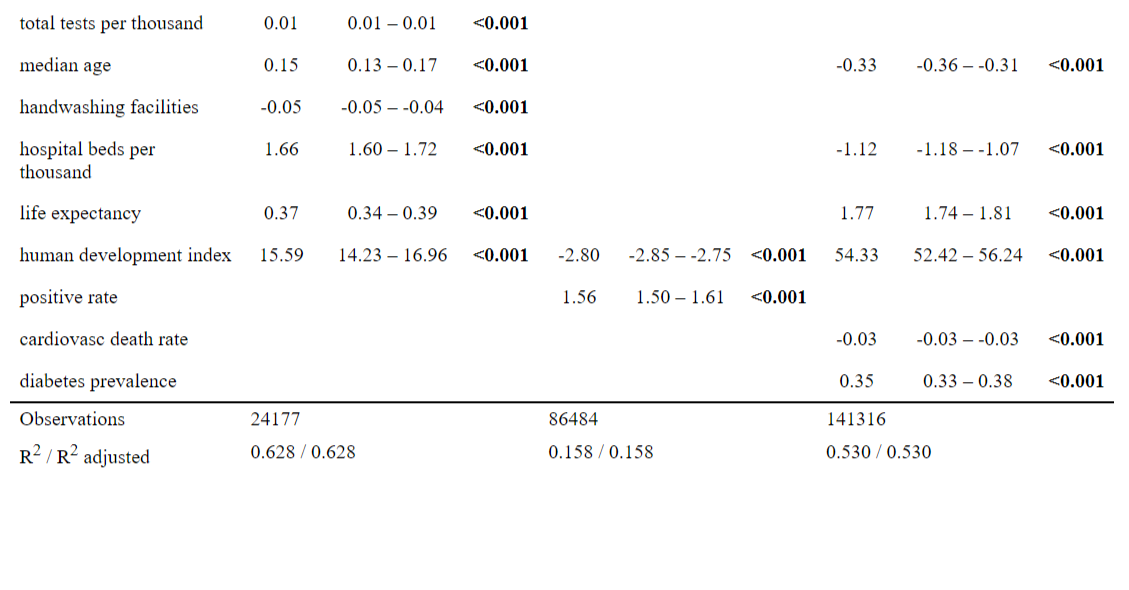 total tests per thousand 0.01 0.01 – 0.01 <0.001
median age 0.15 0.13 – 0.17 <0.001 -0.33 -0.36 – -0.31 <0.001
handwashing facilities -0.05 -0.05 – -0.04 <0.001
hospital beds per 1.66 1.60 – 1.72 <0.001 -1.12 -1.18 – -1.07 <0.001
thousand
life expectancy 0.37 0.34 – 0.39 <0.001 1.77 1.74 – 1.81 <0.001
human development index 15.59 14.23 – 16.96 <0.001 -2.80 -2.85 – -2.75 <0.001 54.33 52.42 – 56.24 <0.001
positive rate 1.56 1.50 – 1.61 <0.001
cardiovasc death rate -0.03 -0.03 – -0.03 <0.001
diabetes prevalence 0.35 0.33 – 0.38 <0.001
Observations 24177 86484 141316
R² / R² adjusted 0.628 / 0.628 0.158 / 0.158 0.530 / 0.530